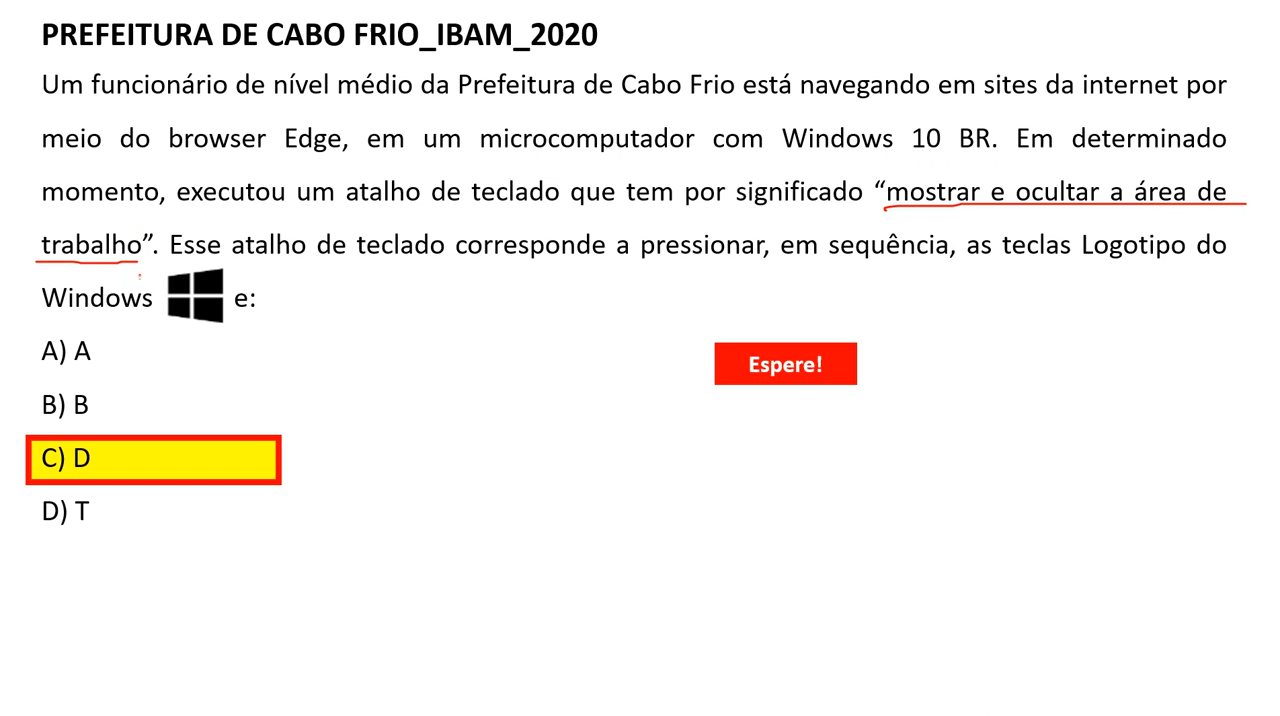 PREFEITURA DE CABO FRIO_IBAM_2020
Um funcionário de nível médio da Prefeitura de Cabo Frio está navegando em sites da internet por
meio do browser Edge, em um microcomputador com Windows 10 BR. Em determinado
momento, executou um atalho de teclado que tem por significado “mostrar e ocultar a área de
trabalho”. Esse atalho de teclado corresponde a pressionar, em sequência, as teclas Logotipo do
Windows e:
A) A
Espere!
B) B
C) D
D) T